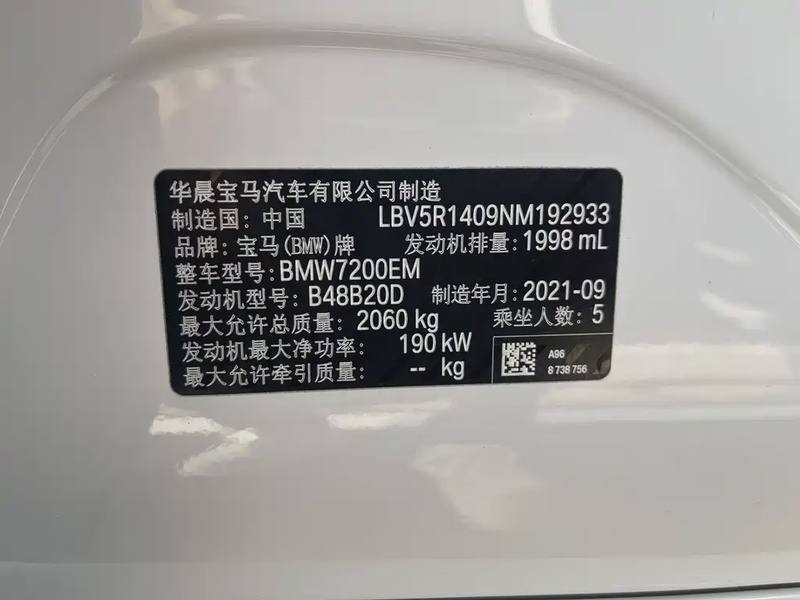 华晨宝马汽车有限公司制造
制造国：中国 LBV5R1409NM192933
品牌：宝马(BMW)牌 发动机排量：1998 mL
整车型号：BMW7200EM
发动机型号：B48B20D 制造年月：2021-09
最大允许总质量：2060 kg 乘坐人数：5
发动机最大净功率：190 kW
最大允许牵引质量：-- kg
A96
8 738 756